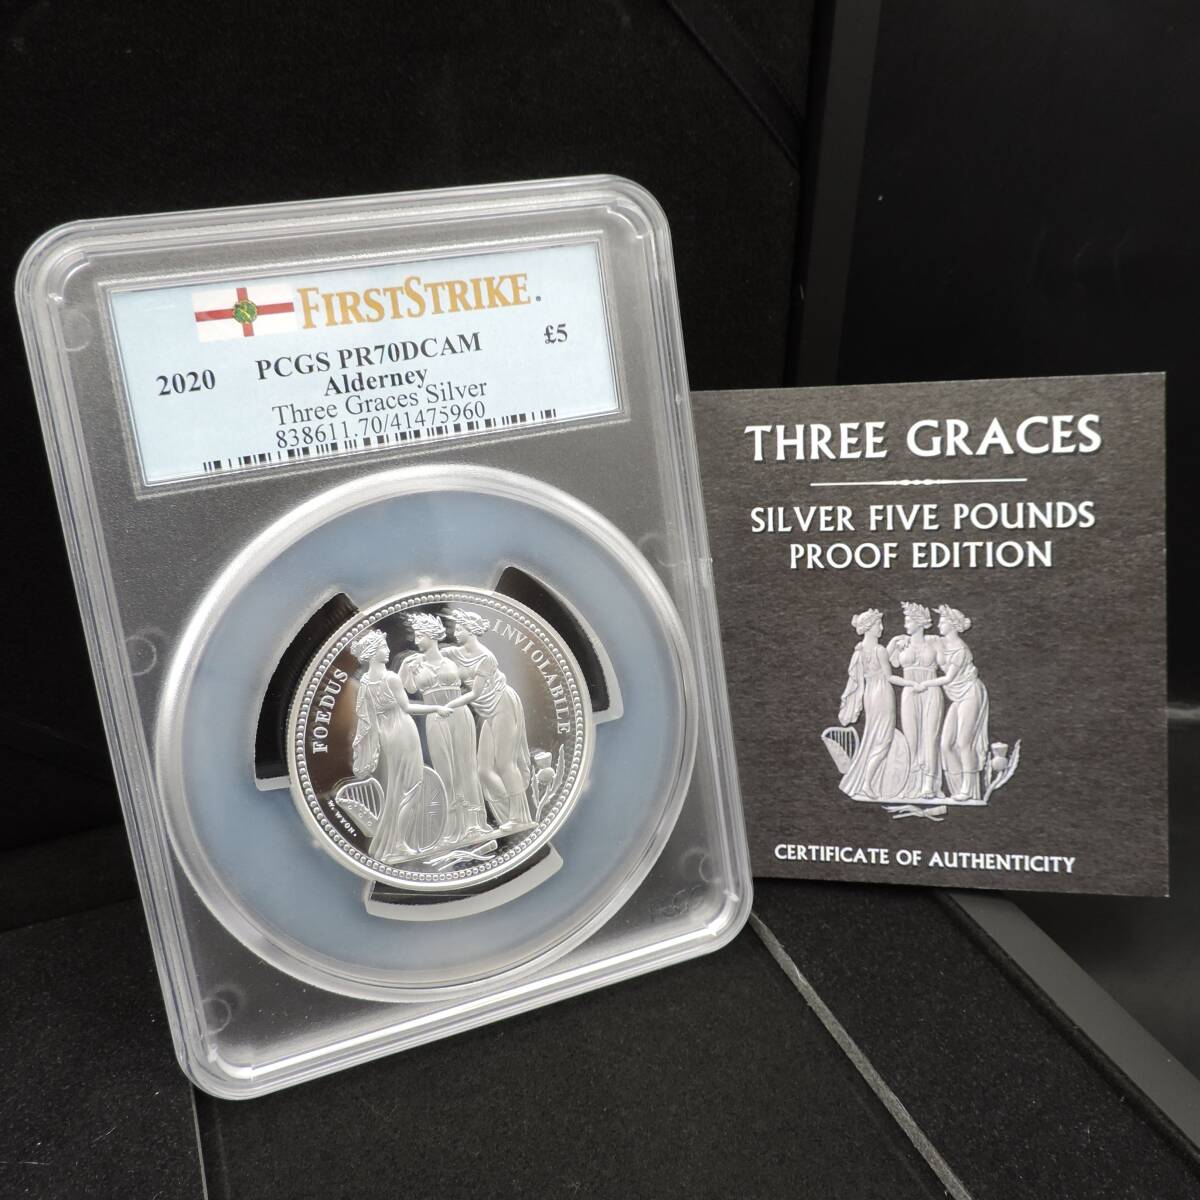 FIRSTSTRIKE.
2020 PCGS PR70DCAM £5
Alderney
Three Graces Silver
838611.70/41475960
FOEDUS INVIOLABILE
W. WYON.
THREE GRACES
SILVER FIVE POUNDS
PROOF EDITION
CERTIFICATE OF AUTHENTICITY